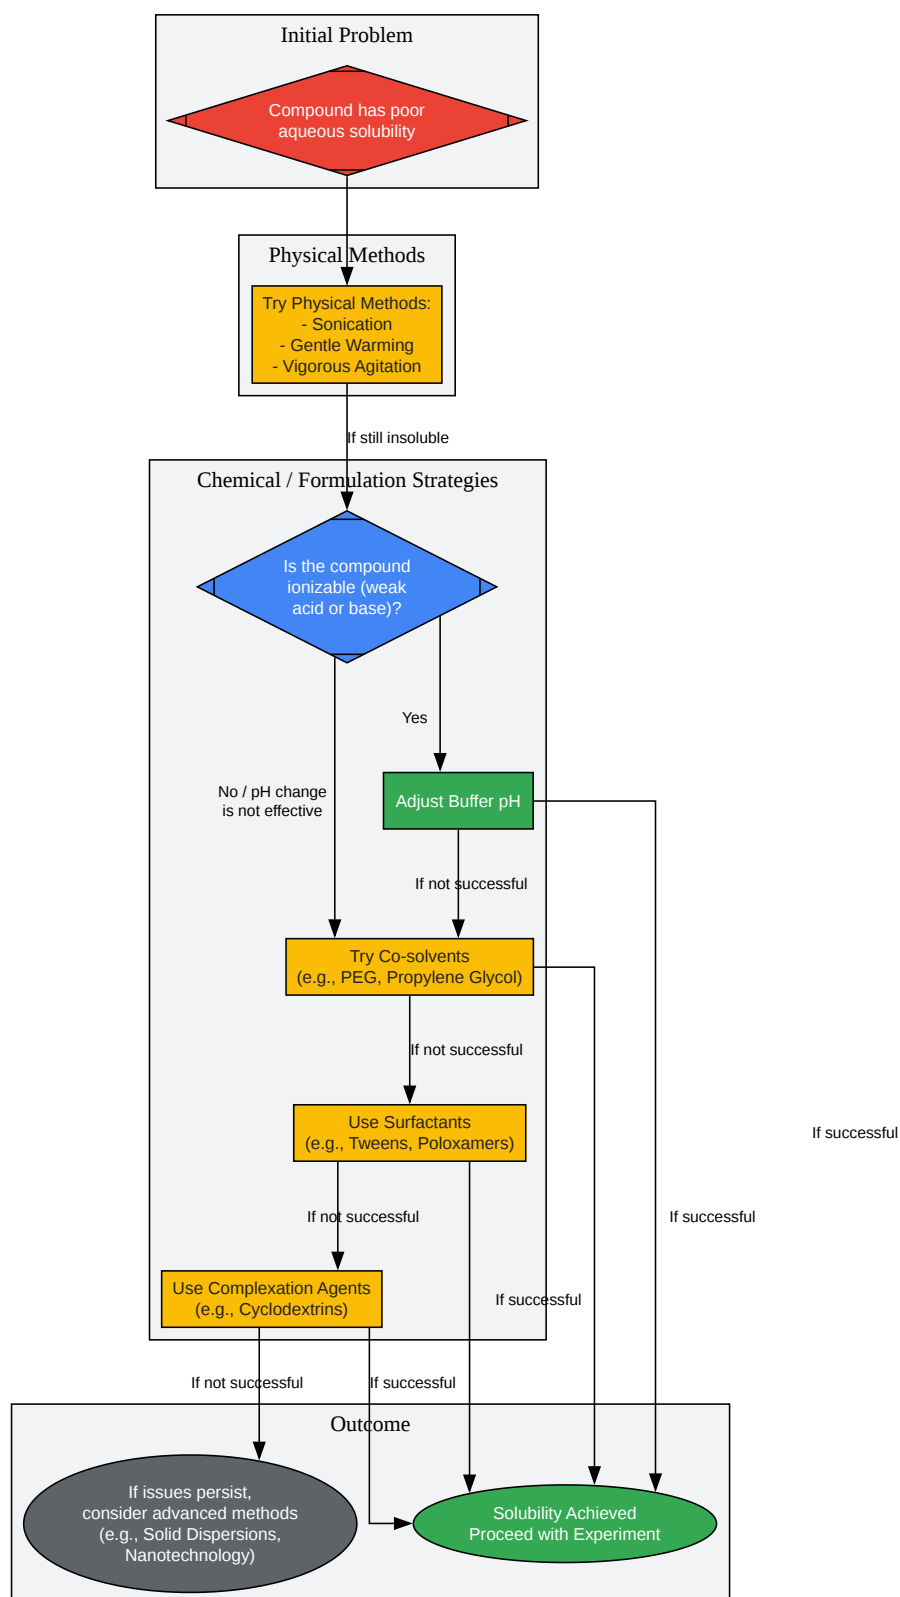 Initial Problem
Compound has poor
aqueous solubility
Physical Methods
Try Physical Methods:
- Sonication
- Gentle Warming
- Vigorous Agitation
If still insoluble
Chemical / Formulation Strategies
Is the compound
ionizable (weak
acid or base)?
Yes
No / pH change
is not effective
Adjust Buffer pH
If not successful
Try Co-solvents
(e.g., PEG, Propylene Glycol)
If not successful
Use Surfactants
(e.g., Tweens, Poloxamers)
If successful
If not successful
If successful
Use Complexation Agents
(e.g., Cyclodextrins)
If successful
If not successful
If successful
Outcome
If issues persist,
consider advanced methods
(e.g., Solid Dispersions,
Nanotechnology)
Solubility Achieved
Proceed with Experiment